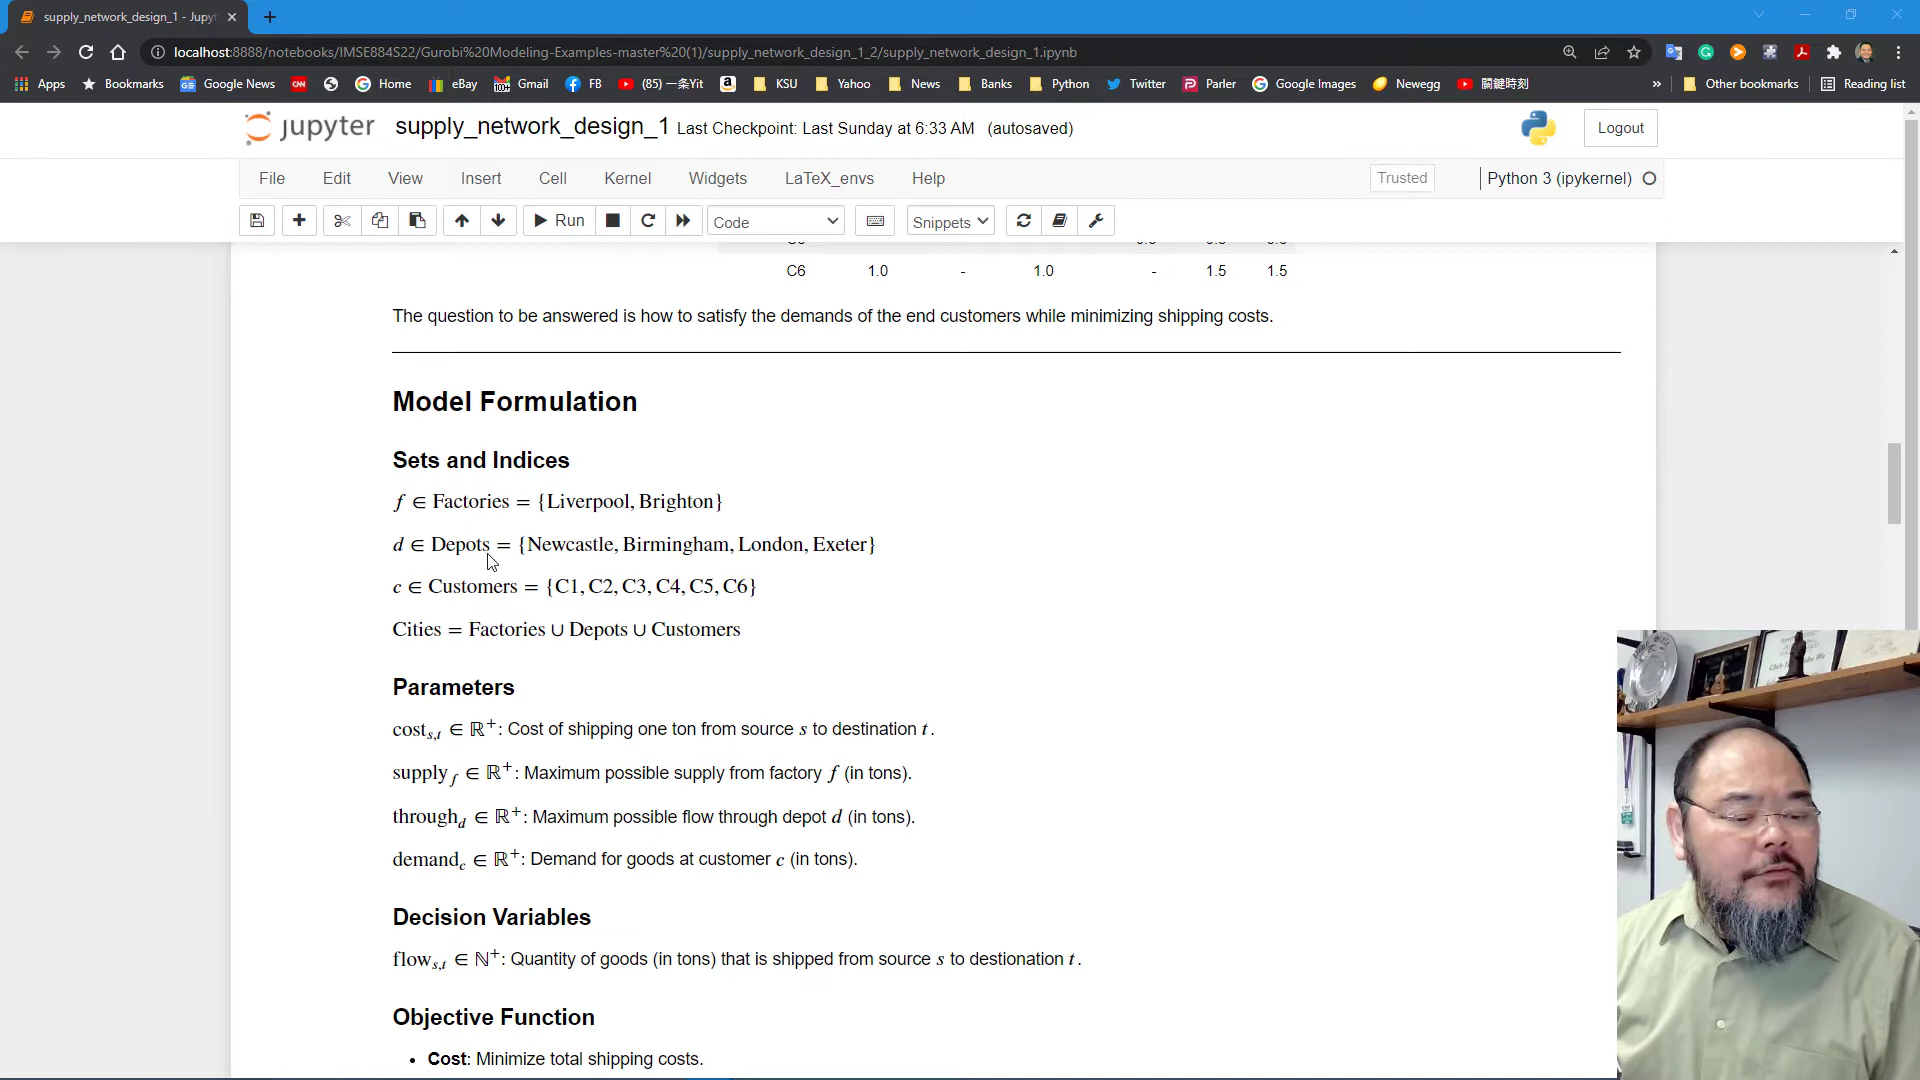 supply_network_design_1 - Jupy
localhost:8888/notebooks/IMSE884S22/Gurobi%20Modeling-Examples-master%20(1)/supply_network_design_1_2/supply_network_design_1.ipynb
Apps Bookmarks Google News CNN Home eBay Gmail FB (85) 一条Yit KSU Yahoo News Banks Python Twitter Parler Google Images Newegg 關鍵時刻 » Other bookmarks Reading list
jupyter supply_network_design_1 Last Checkpoint: Last Sunday at 6:33 AM (autosaved) Logout
File Edit View Insert Cell Kernel Widgets LaTeX_envs Help Trusted Python 3 (ipykernel)
Run Code Snippets
C6 1.0 - 1.0 - 1.5 1.5
The question to be answered is how to satisfy the demands of the end customers while minimizing shipping costs.
Model Formulation
Sets and Indices
f ∈ Factories = {Liverpool, Brighton}
d ∈ Depots = {Newcastle, Birmingham, London, Exeter}
c ∈ Customers = {C1, C2, C3, C4, C5, C6}
Cities = Factories ∪ Depots ∪ Customers
Parameters
cost_{s,t} ∈ ℝ⁺: Cost of shipping one ton from source s to destination t.
supply_f ∈ ℝ⁺: Maximum possible supply from factory f (in tons).
through_d ∈ ℝ⁺: Maximum possible flow through depot d (in tons).
demand_c ∈ ℝ⁺: Demand for goods at customer c (in tons).
Decision Variables
flow_{s,t} ∈ ℕ⁺: Quantity of goods (in tons) that is shipped from source s to destionation t.
Objective Function
• Cost: Minimize total shipping costs.